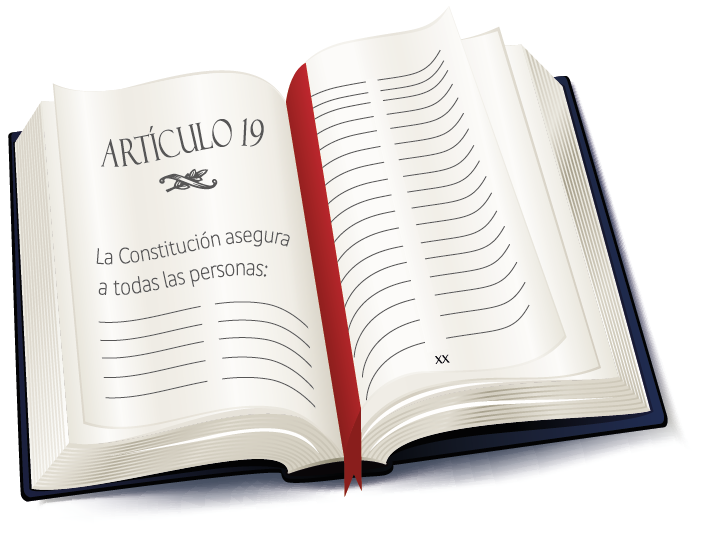 ARTÍCULO 19
La Constitución asegura
a todas las personas:
xx